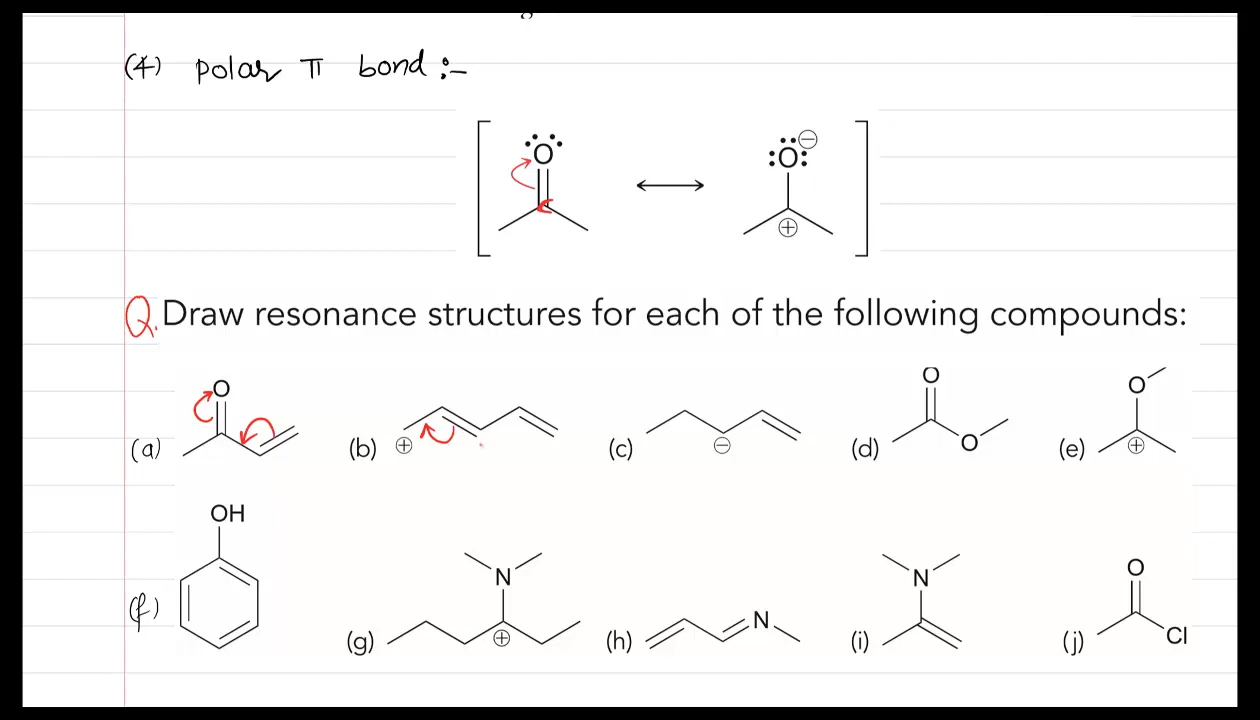 (4) polar π bond :-
O O
Q. Draw resonance structures for each of the following compounds:
O O O
(a) (b) (c) (d) O (e)
OH
N N O
(f) (g) (h) N (i) (j) Cl